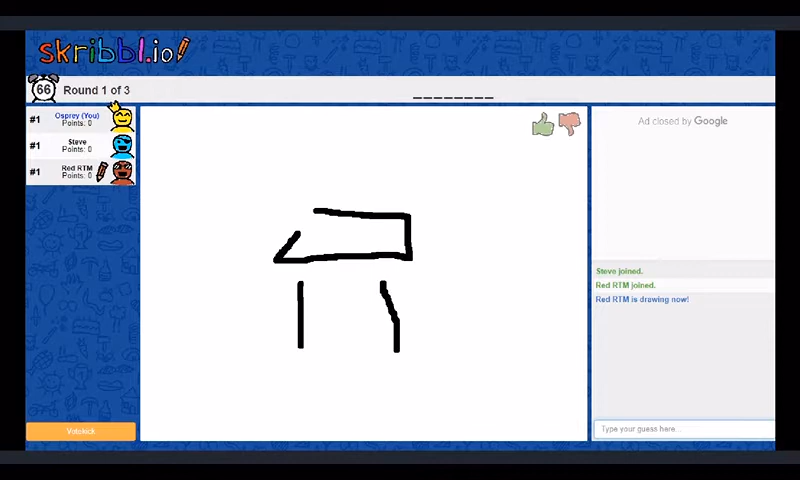 skribbl.io
66
Round 1 of 3
________
#1
Osprey (You)
Points: 0
#1
Steve
Points: 0
#1
Red RTM
Points: 0
Ad closed by Google
Steve joined.
Red RTM joined.
Red RTM is drawing now!
Votekick
Type your guess here...